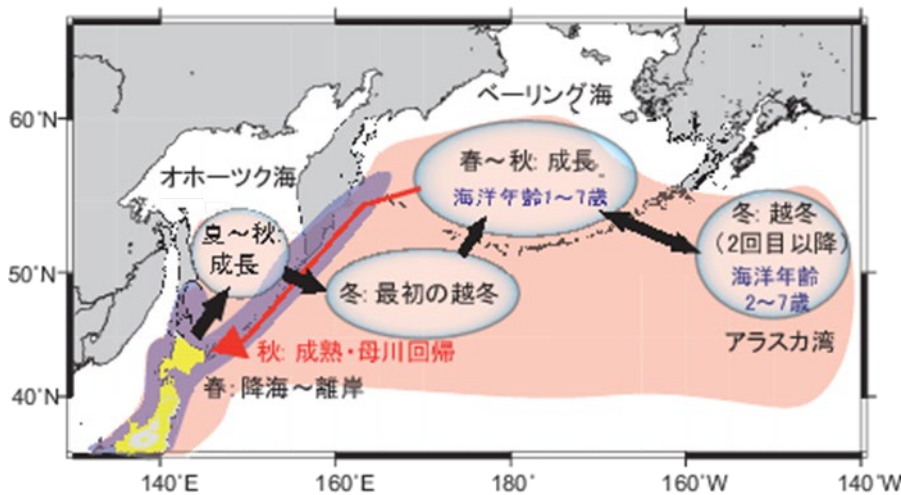 ベーリング海
60°N
春~秋: 成長
海洋年齢1~7歳
オホーツク海
冬: 越冬
(2回目以降)
海洋年齢
2~7歳
夏~秋:
成長
50°N
冬: 最初の越冬
アラスカ湾
秋: 成熟・母川回帰
春: 降海~離岸
40°N
140°E
160°E
180°
160°W
140°W